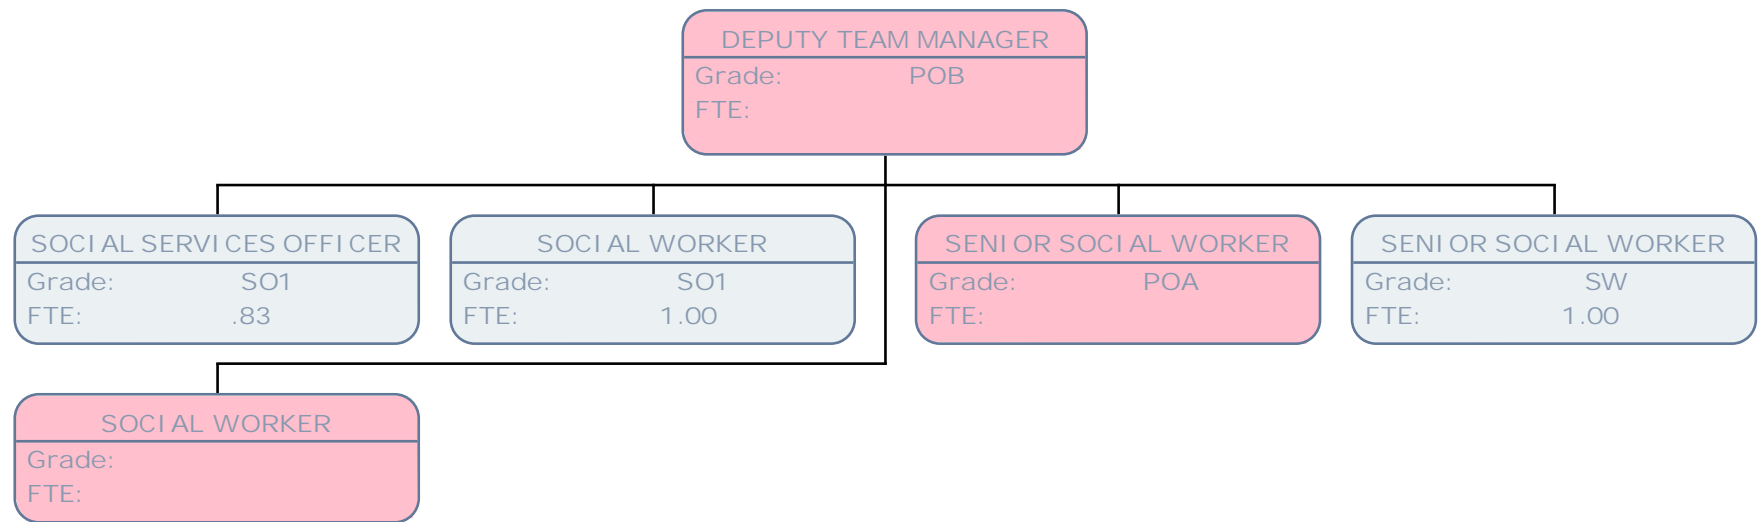 DEPUTY TEAM MANAGER
Grade: POB
FTE:
SOCIAL SERVICES OFFICER
Grade: SO1
FTE: .83
SOCIAL WORKER
Grade: SO1
FTE: 1.00
SENIOR SOCIAL WORKER
Grade: POA
FTE:
SENIOR SOCIAL WORKER
Grade: SW
FTE: 1.00
SOCIAL WORKER
Grade:
FTE: